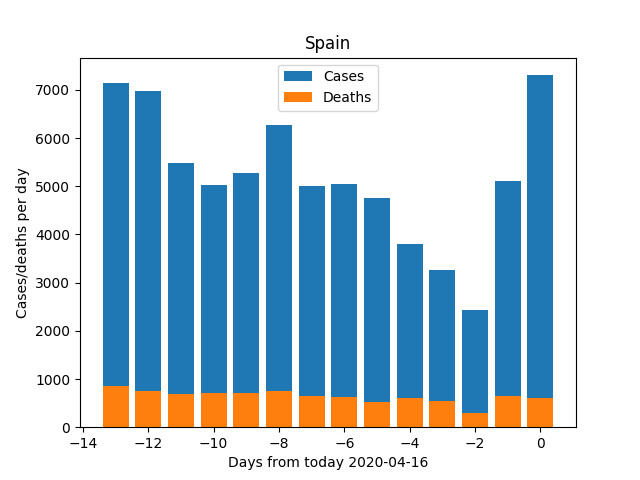 Spain
Cases
Deaths
Cases/deaths per day
7000
6000
5000
4000
3000
2000
1000
0
−14 −12 −10 −8 −6 −4 −2 0
Days from today 2020-04-16